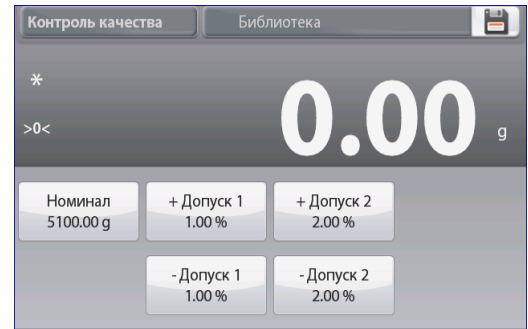 Контроль качества
Библиотека
*
>0<
0.00 g
Номинал
5100.00 g
+ Допуск 1
1.00 %
+ Допуск 2
2.00 %
- Допуск 1
1.00 %
- Допуск 2
2.00 %